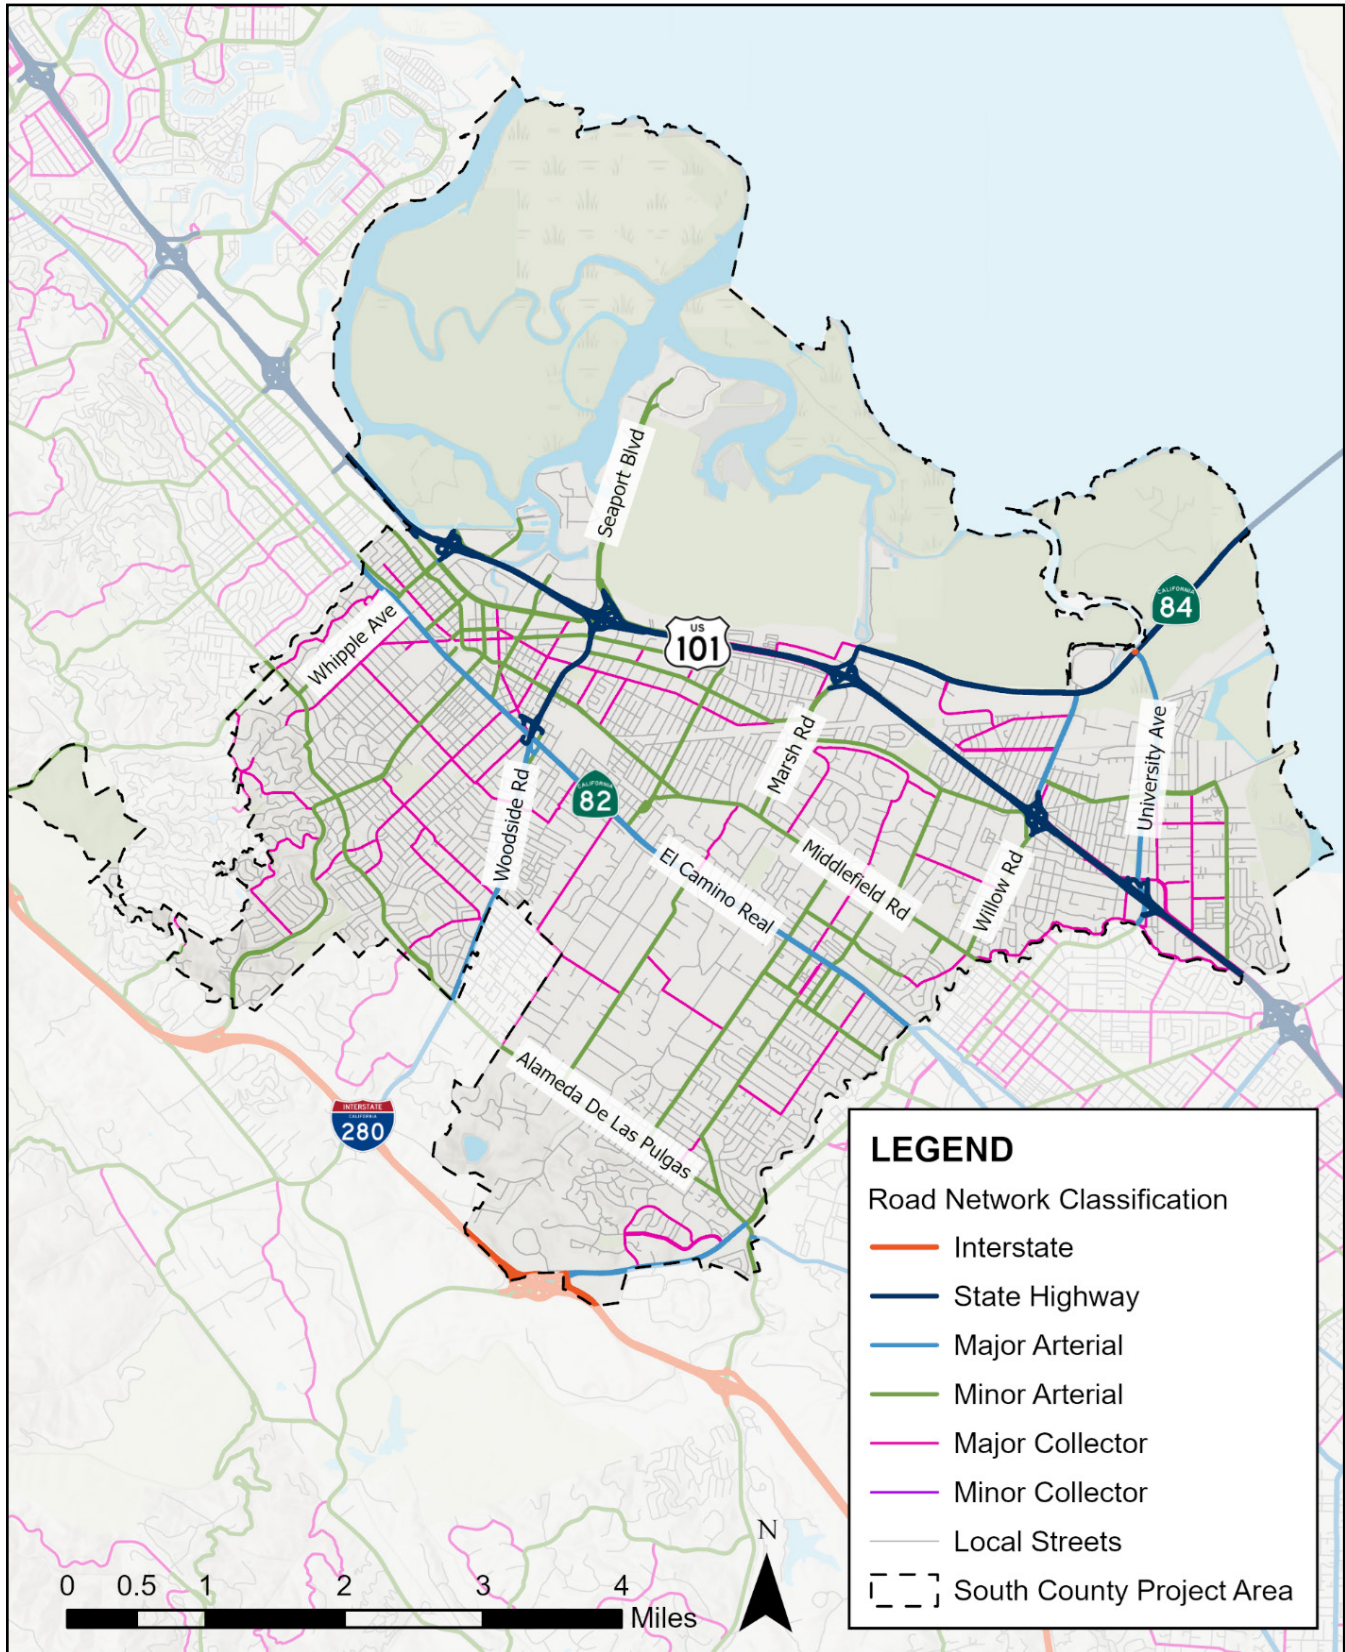 Seaport Blvd
CALIFORNIA
84
Whipple Ave
US
101
Marsh Rd
University Ave
CALIFORNIA
82
Woodside Rd
El Camino Real
Middlefield Rd
Willow Rd
Alameda De Las Pulgas
INTERSTATE
CALIFORNIA
280
LEGEND
Road Network Classification
Interstate
State Highway
Major Arterial
Minor Arterial
Major Collector
Minor Collector
Local Streets
South County Project Area
N
0 0.5 1 2 3 4
Miles